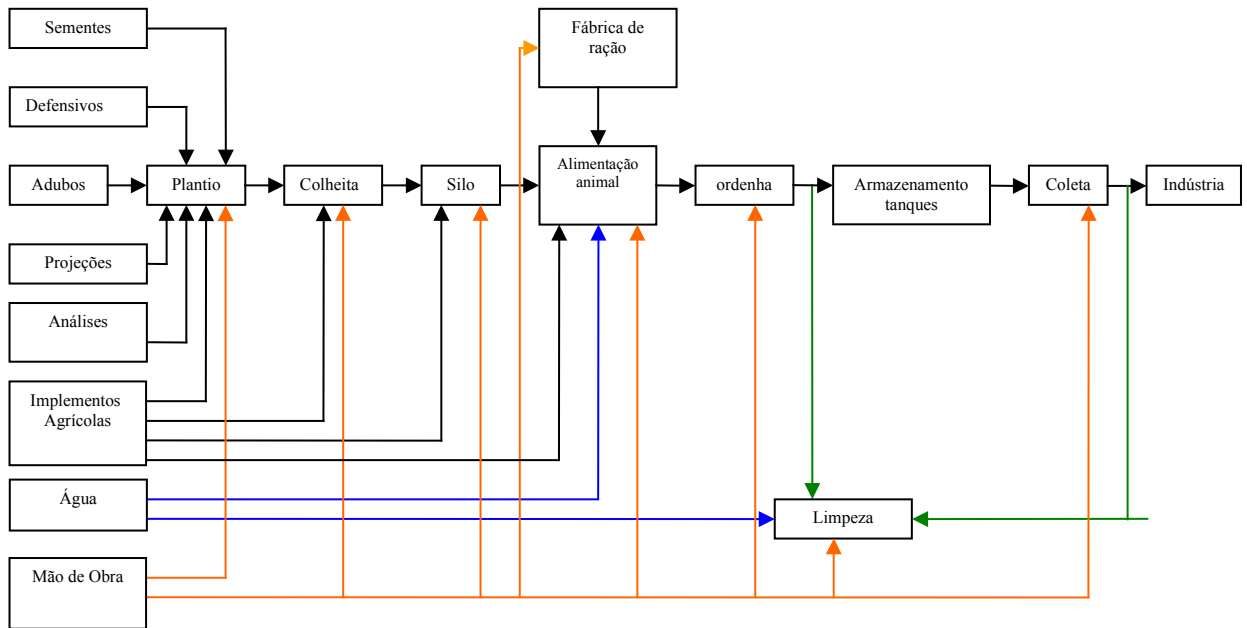 Sementes
Fábrica de
ração
Defensivos
Adubos
Plantio
Colheita
Silo
Alimentação
animal
ordenha
Armazenamento
tanques
Coleta
Indústria
Projeções
Análises
Implementos
Agrícolas
Água
Limpeza
Mão de Obra